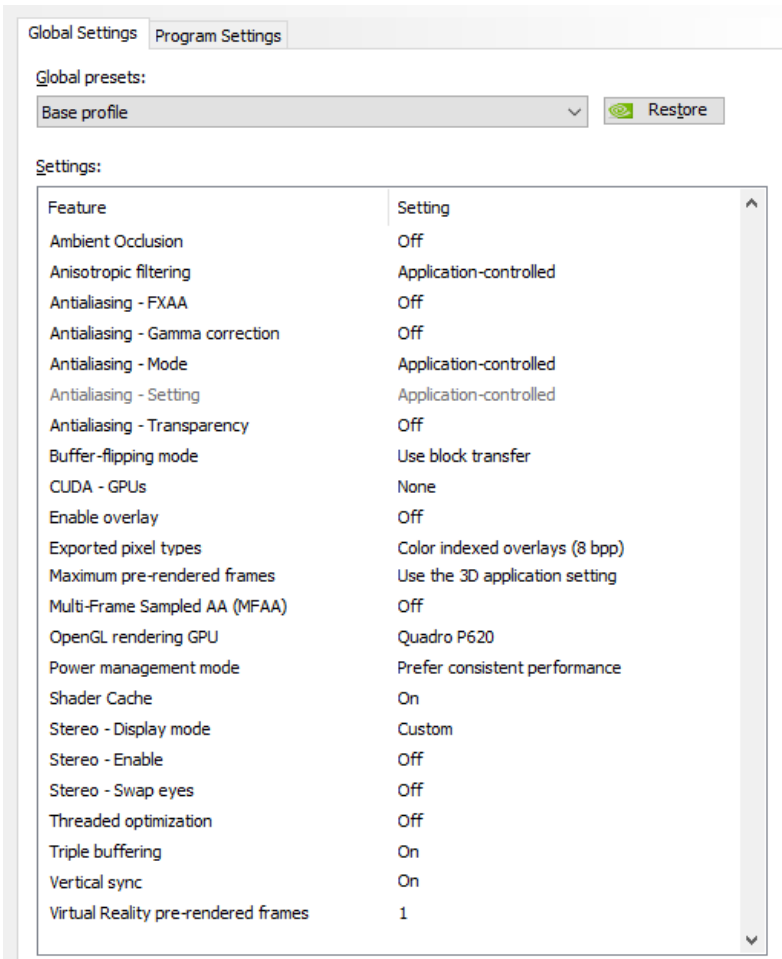 Global Settings Program Settings
Global presets:
Base profile Restore
Settings:
Feature Setting
Ambient Occlusion Off
Anisotropic filtering Application-controlled
Antialiasing - FXAA Off
Antialiasing - Gamma correction Off
Antialiasing - Mode Application-controlled
Antialiasing - Setting Application-controlled
Antialiasing - Transparency Off
Buffer-flipping mode Use block transfer
CUDA - GPUs None
Enable overlay Off
Exported pixel types Color indexed overlays (8 bpp)
Maximum pre-rendered frames Use the 3D application setting
Multi-Frame Sampled AA (MFAA) Off
OpenGL rendering GPU Quadro P620
Power management mode Prefer consistent performance
Shader Cache On
Stereo - Display mode Custom
Stereo - Enable Off
Stereo - Swap eyes Off
Threaded optimization Off
Triple buffering On
Vertical sync On
Virtual Reality pre-rendered frames 1